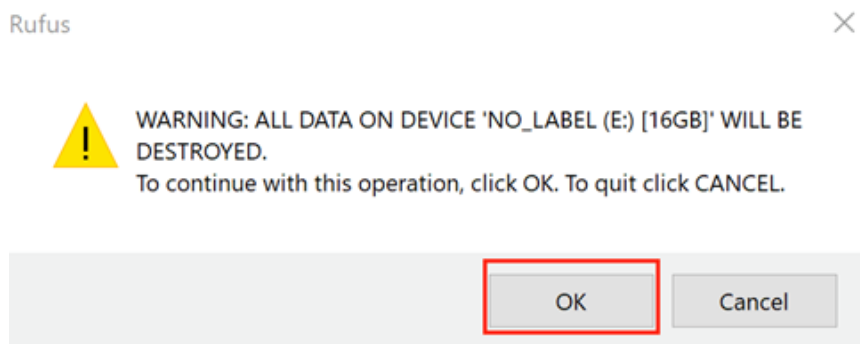 Rufus
WARNING: ALL DATA ON DEVICE 'NO_LABEL (E:) [16GB]' WILL BE
DESTROYED.
To continue with this operation, click OK. To quit click CANCEL.
OK
Cancel